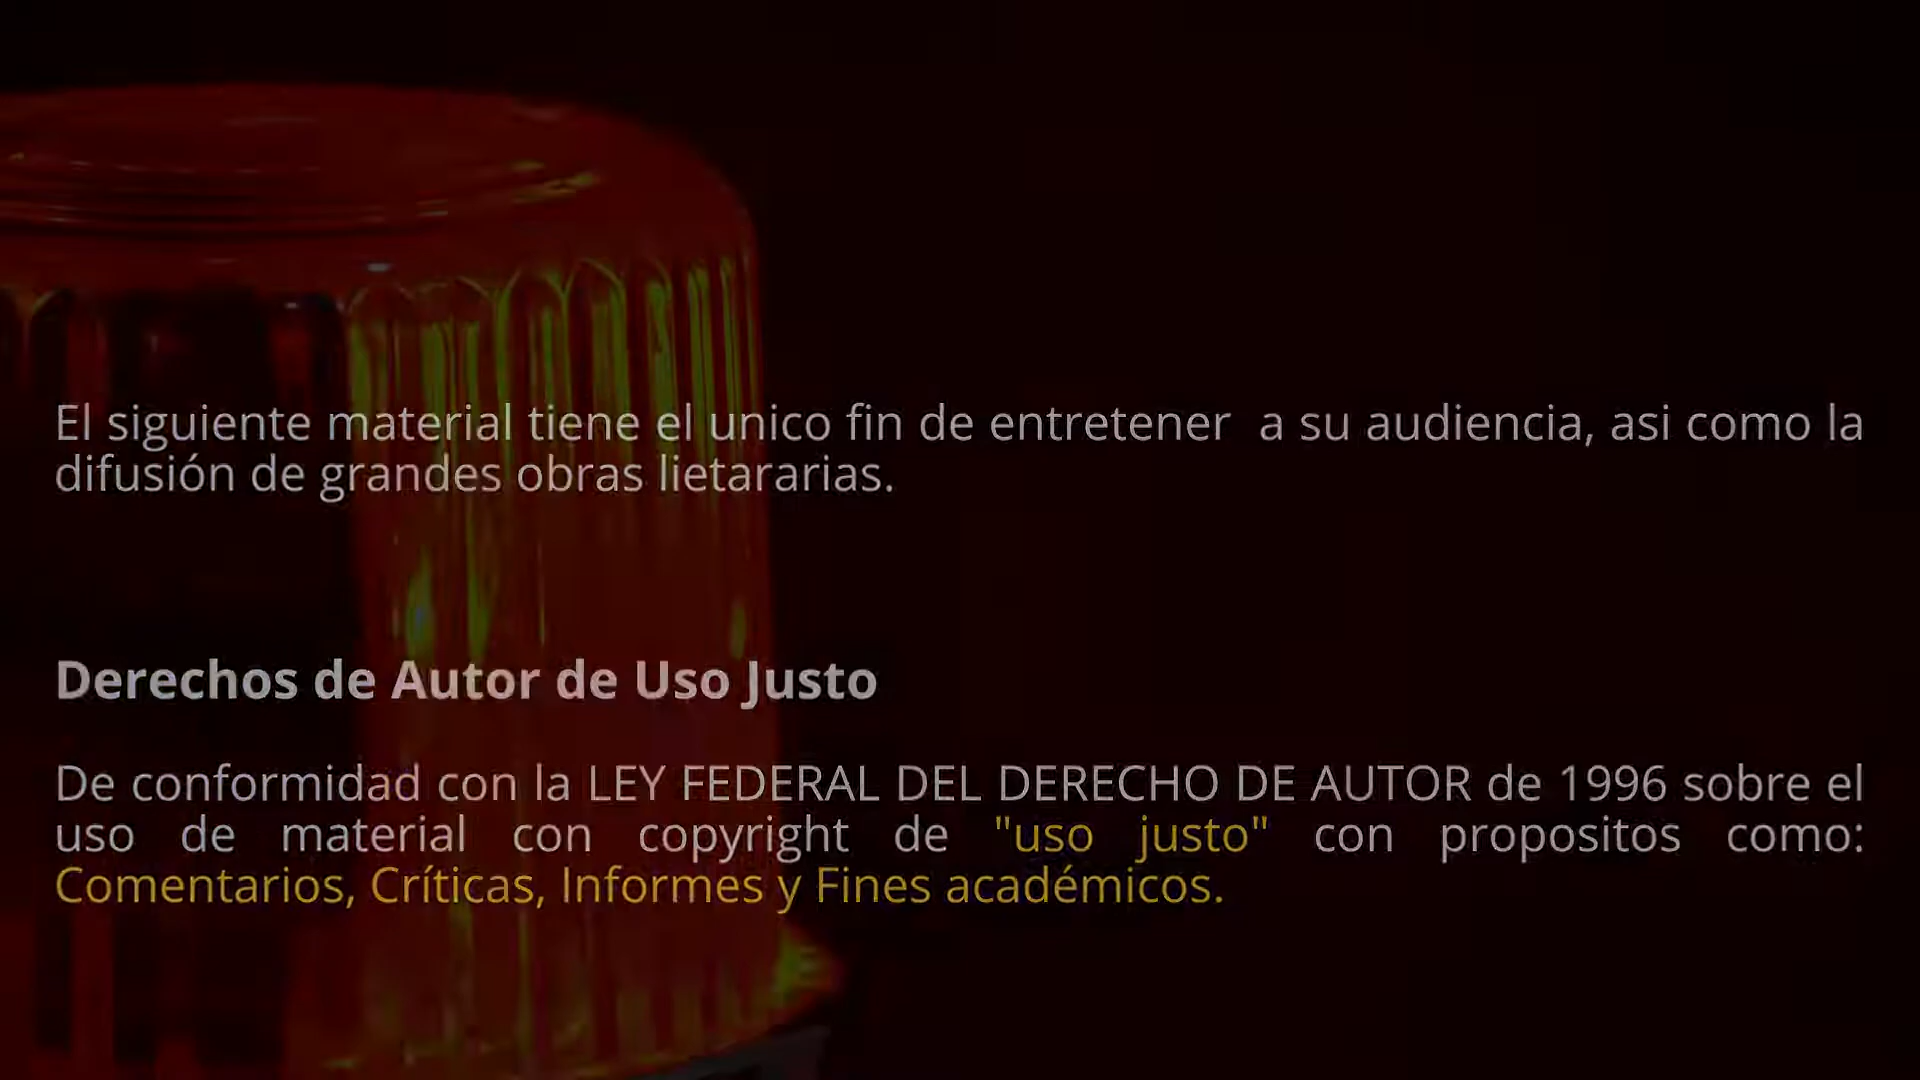 El siguiente material tiene el unico fin de entretener  a su audiencia, asi como la
difusión de grandes obras lietararias.
Derechos de Autor de Uso Justo
De conformidad con la LEY FEDERAL DEL DERECHO DE AUTOR de 1996 sobre el
uso de material con copyright de "uso justo" con propositos como:
Comentarios, Críticas, Informes y Fines académicos.